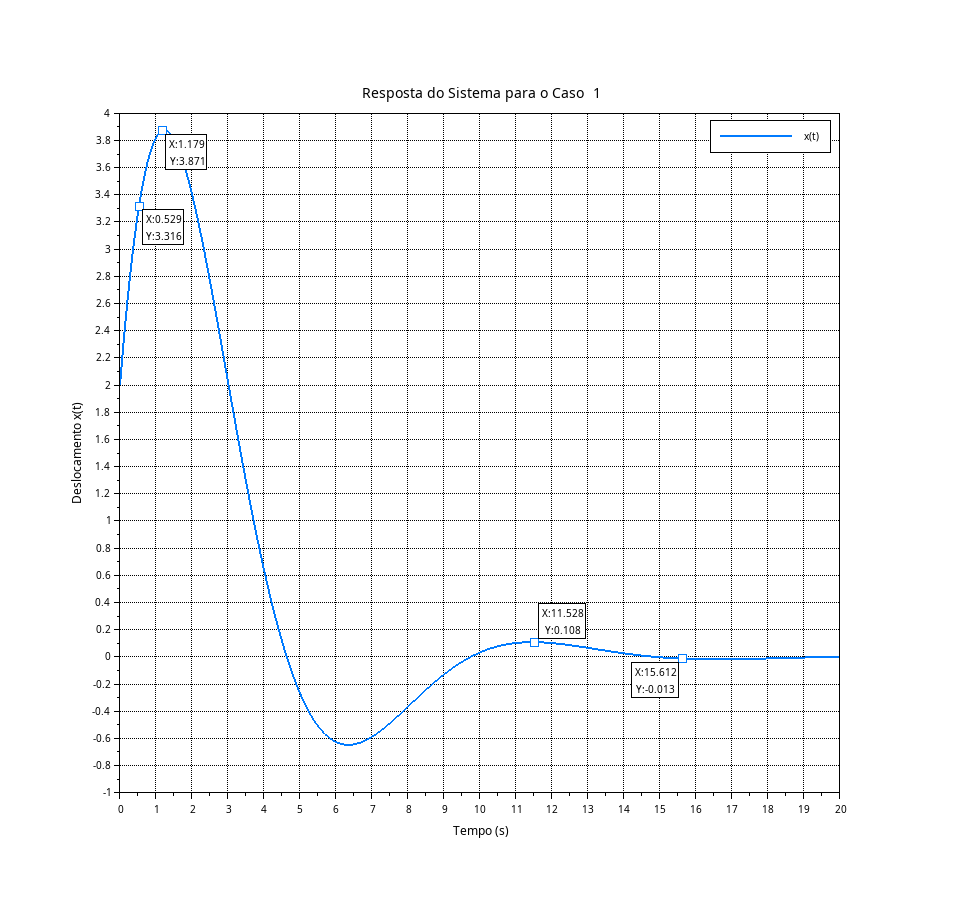 Resposta do Sistema para o Caso  1
x(t)
X:1.179
Y:3.871
X:0.529
Y:3.316
X:11.528
Y:0.108
X:15.612
Y:-0.013
4
3.8
3.6
3.4
3.2
3
2.8
2.6
2.4
2.2
2
1.8
1.6
1.4
1.2
1
0.8
0.6
0.4
0.2
0
-0.2
-0.4
-0.6
-0.8
-1
Deslocamento x(t)
0 1 2 3 4 5 6 7 8 9 10 11 12 13 14 15 16 17 18 19 20
Tempo (s)